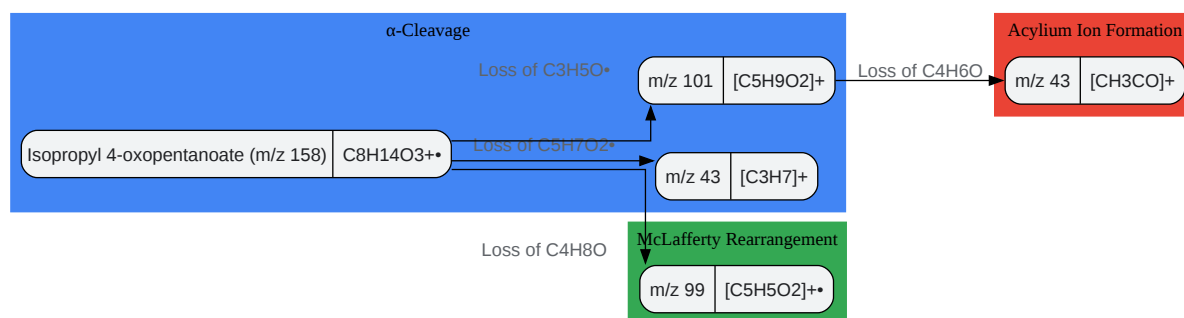 α-Cleavage
Acylium Ion Formation
Loss of C3H5O•
m/z 101 [C5H9O2]+
Loss of C4H6O
m/z 43 [CH3CO]+
Isopropyl 4-oxopentanoate (m/z 158) C8H14O3+•
Loss of C5H7O2•
m/z 43 [C3H7]+
McLafferty Rearrangement
Loss of C4H8O
m/z 99 [C5H5O2]+•